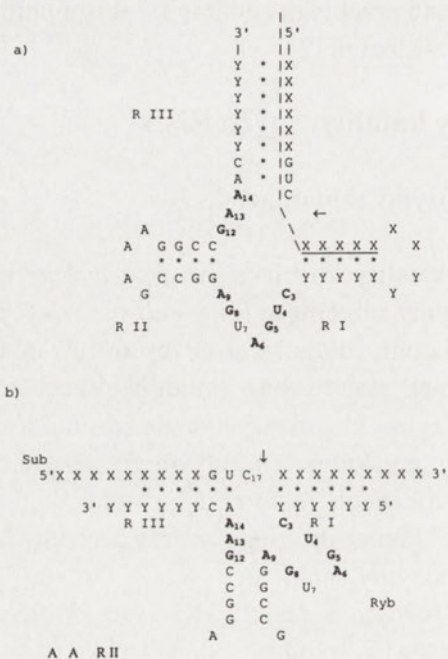 3' 5'
a)
Y * X
Y * X
R III Y * X
Y * X
Y * X
Y * X
C * G
A * U
A14 C
A13 ←
A G12 X
A G G C C X X X X X X
* * * * * * * * *
A C C G G Y Y Y Y Y X
G A9 C3 Y
G8 U4
R II U7 G5 R I
A6
b)
Sub ↓
5'X X X X X X X X X G U C17 X X X X X X X X X 3'
* * * * * * * * * * * *
3' Y Y Y Y Y C A Y Y Y Y Y Y 5'
R III A14 C3 R I
A13 U4
G12 A9 G5
C G G8 A6
C G U7
G C Ryb
G C
A G
A A R II